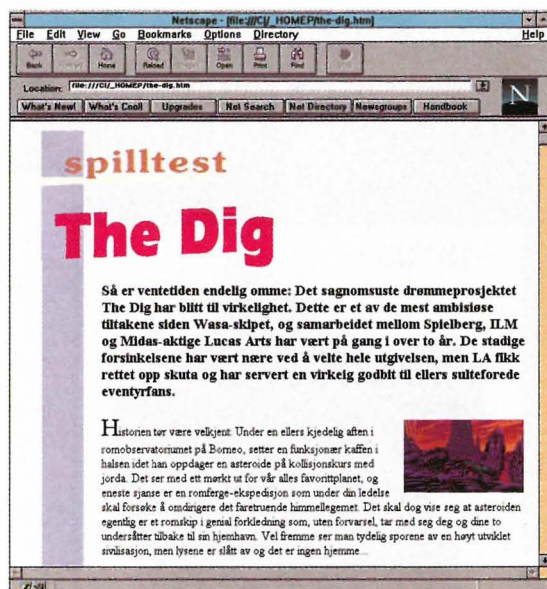 Netscape - [file:///C|/_HOMEP/the-dig.htm]
File Edit View Go Bookmarks Options Directory Help
Back Home Reload Open Print Find
Location: file:///C|/_HOMEP/the-dig.htm
N
What's New! What's Cool! Upgrades Net Search Net Directory Newsgroups Handbook
spilltest
The Dig
Så er ventetiden endelig omme: Det sagnomsuste drømmeprosjektet
The Dig har blitt til virkelighet. Dette er et av de mest ambisiøse
tiltakene siden Wasa-skipet, og samarbeidet mellom Spielberg, ILM
og Midas-aktige Lucas Arts har vært på gang i over to år. De stadige
forsinkelsene har vært nære ved å velte hele utgivelsen, men LA fikk
rettet opp skuta og har servert en virkeig godbit til ellers sulteforede
eventyrfans.
Historien tør være velkjent: Under en ellers kjedelig aften i
romobservatoriumet på Borneo, setter en funksjonær kaffen i
halsen idet han oppdager en asteroide på kollisjonskurs med
jorda. Det ser med ett mørkt ut for vår alles favorittplanet, og
eneste sjanse er en romferge-ekspedisjon som under din ledelse
skal forsøke å omdirigere det faretruende himmellegemet. Det skal dog vise seg at asteroiden
egentlig er et romskip i genial forkledning som, uten forvarsel, tar med seg deg og dine to
undersåtter tilbake til sin hjemhavn. Vel fremme ser man tydelig sporene av en høyt utviklet
sivilisasjon, men lysene er slått av og det er ingen hjemme...